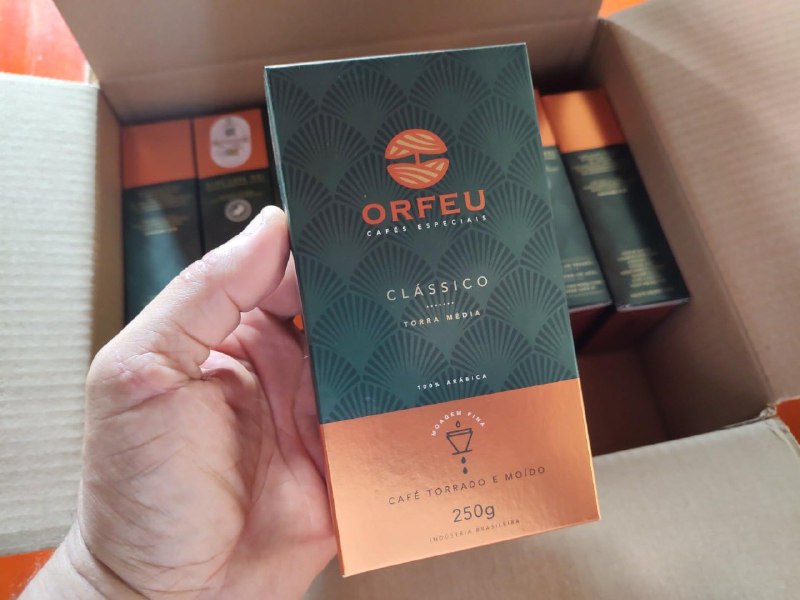 ORFEU
CAFÉS ESPECIAIS
CLÁSSICO
TORRA MÉDIA
100% ARÁBICA
MOAGEM FINA
CAFÉ TORRADO E MOÍDO
250g
INDÚSTRIA BRASILEIRA